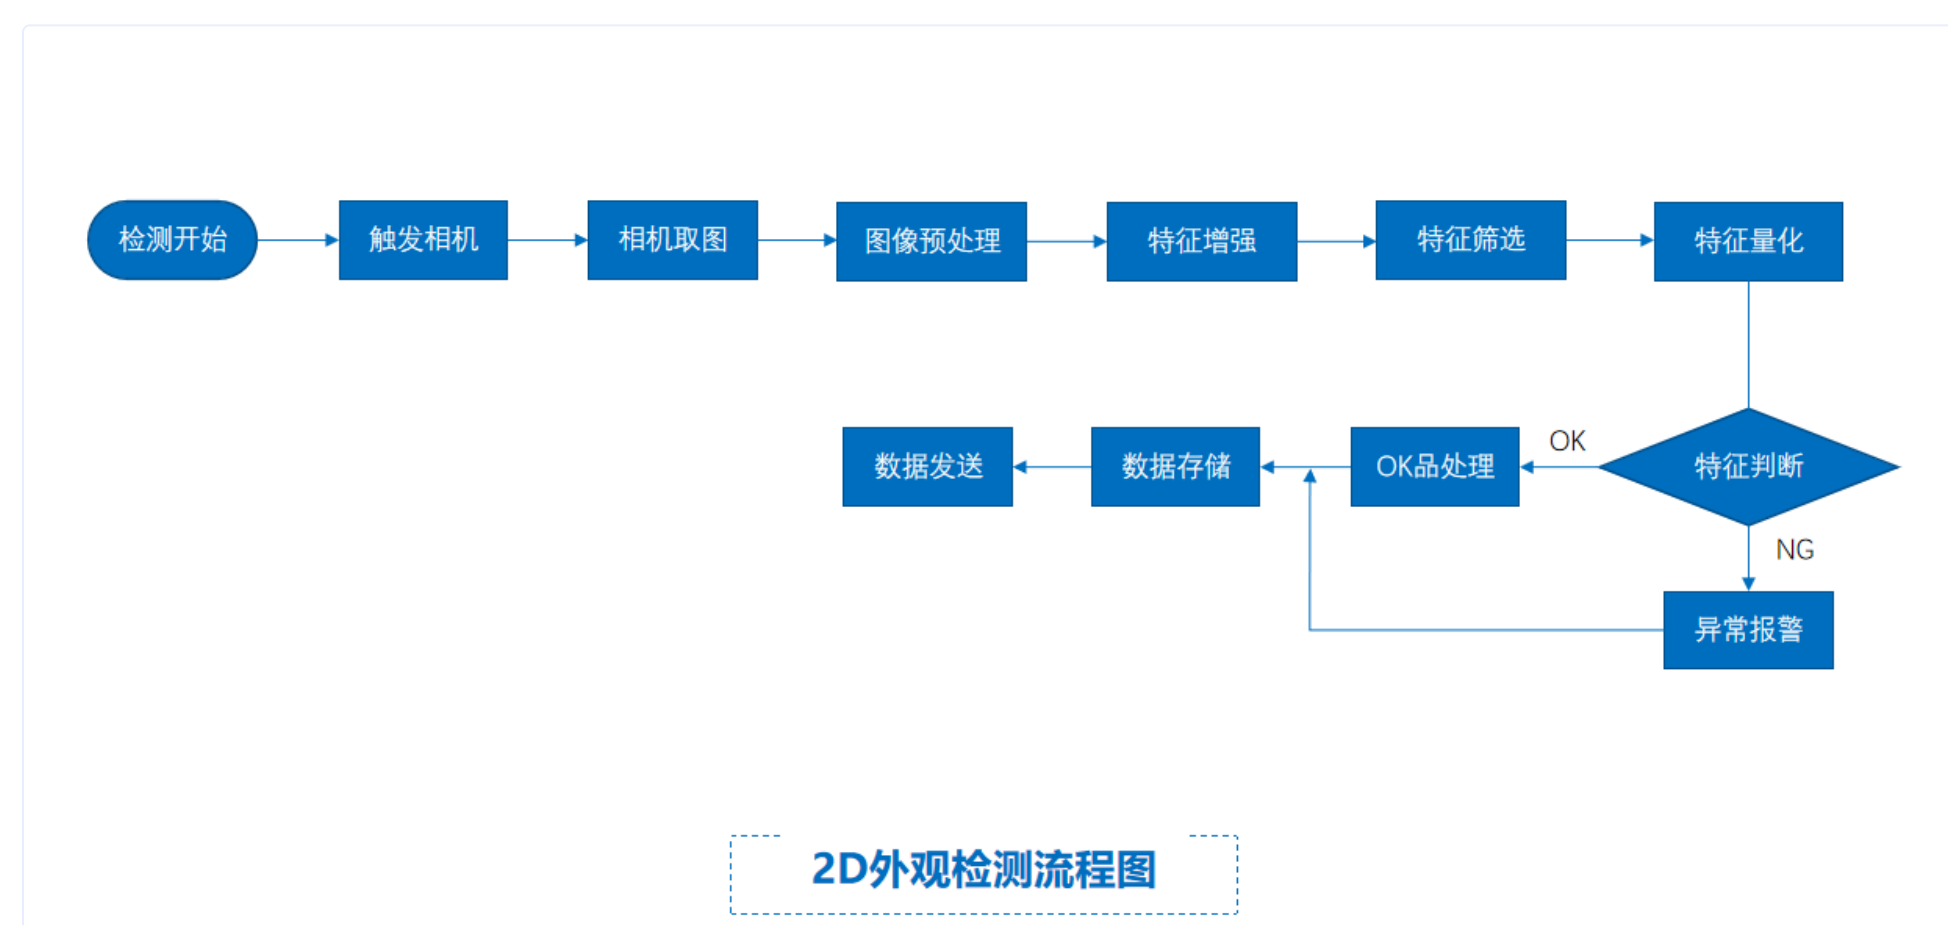 检测开始
触发相机
相机取图
图像预处理
特征增强
特征筛选
特征量化
数据发送
数据存储
OK品处理
OK
特征判断
NG
异常报警
2D外观检测流程图